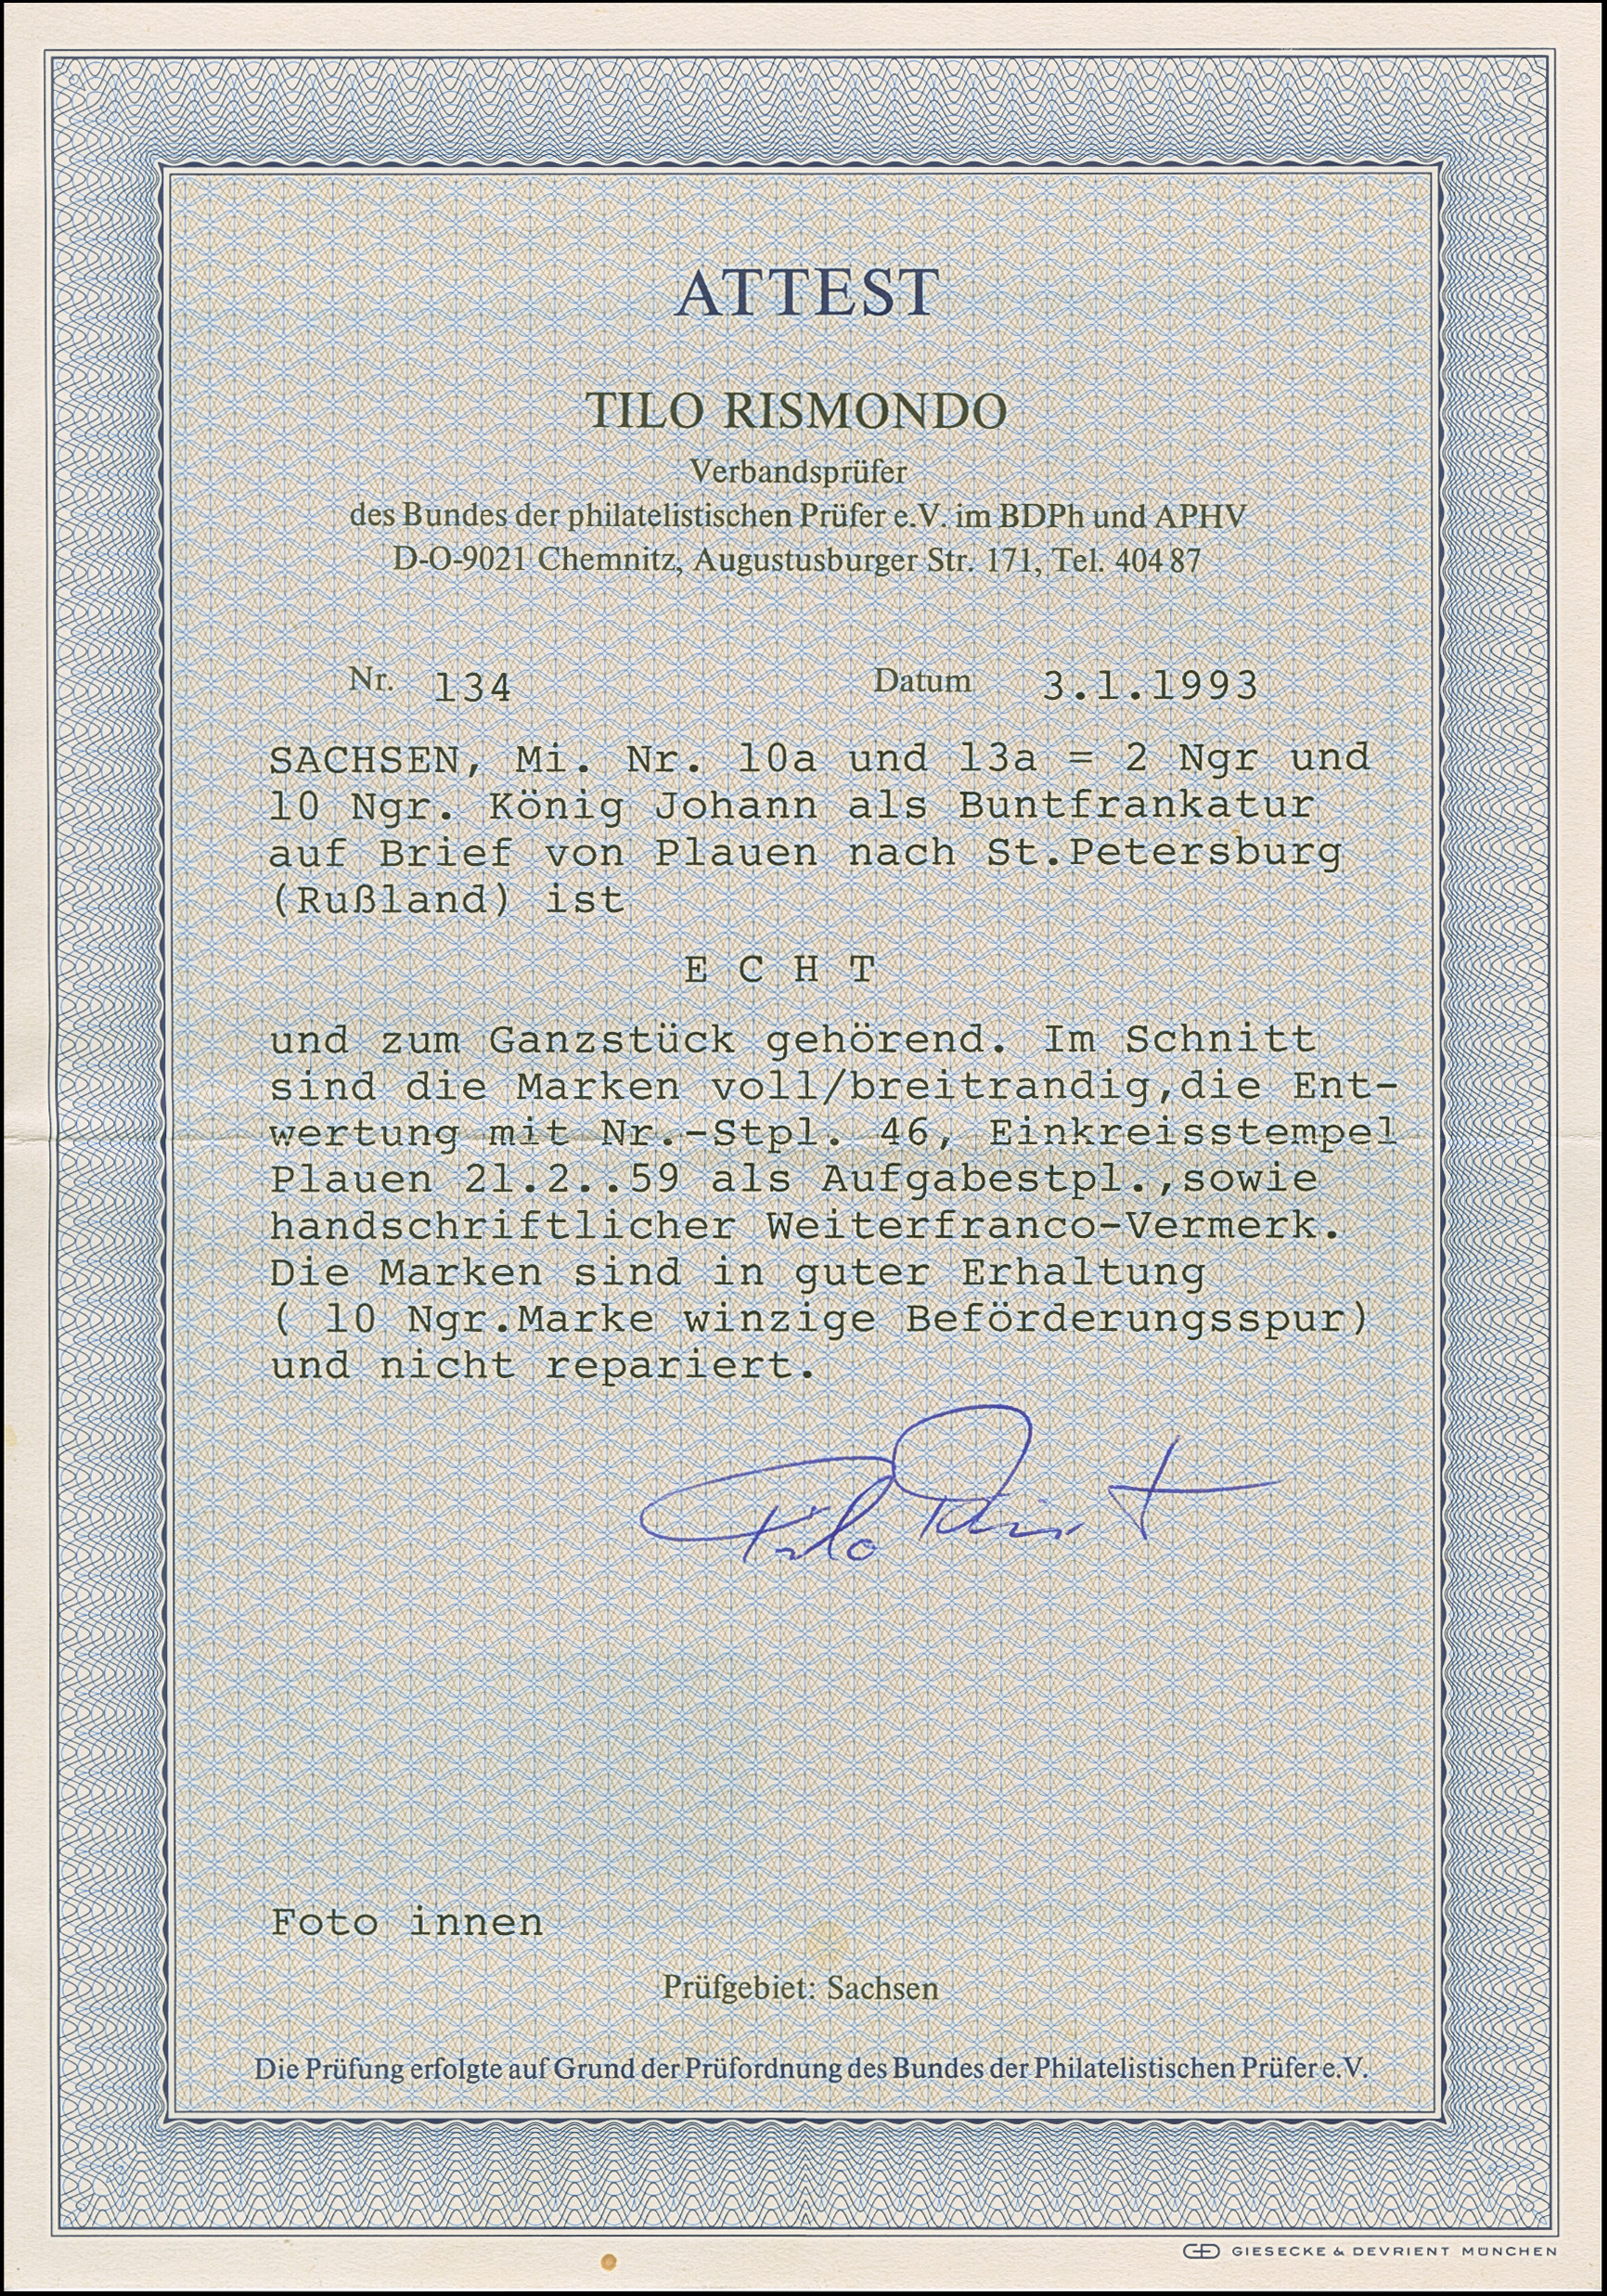 ATTEST
TILO RISMONDO
Verbandsprüfer
des Bundes der philatelistischen Prüfer e.V. im BDPh und APHV
D-O-9021 Chemnitz, Augustusburger Str. 171, Tel. 404 87
Nr. 134 Datum 3.1.1993
SACHSEN, Mi. Nr. 10a und 13a = 2 Ngr und
10 Ngr. König Johann als Buntfrankatur
auf Brief von Plauen nach St.Petersburg
(Rußland) ist
E C H T
und zum Ganzstück gehörend. Im Schnitt
sind die Marken voll/breitrandig,die Ent-
wertung mit Nr.-Stpl. 46, Einkreisstempel
Plauen 21.2..59 als Aufgabestpl.,sowie
handschriftlicher Weiterfranco-Vermerk.
Die Marken sind in guter Erhaltung
( 10 Ngr.Marke winzige Beförderungsspur)
und nicht repariert.
Tilo
Foto innen
Prüfgebiet: Sachsen
Die Prüfung erfolgte auf Grund der Prüfordnung des Bundes der Philatelistischen Prüfer e.V.
GIESECKE & DEVRIENT MÜNCHEN